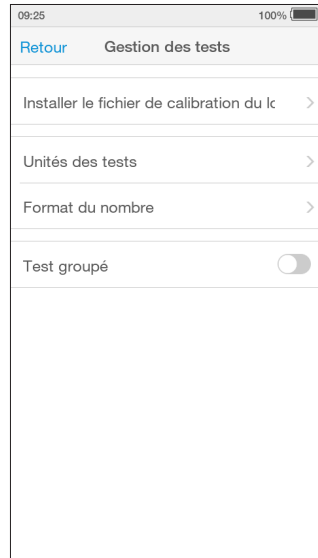 09:25 100%
Retour Gestion des tests
Installer le fichier de calibration du
Unités des tests
Format du nombre
Test groupé